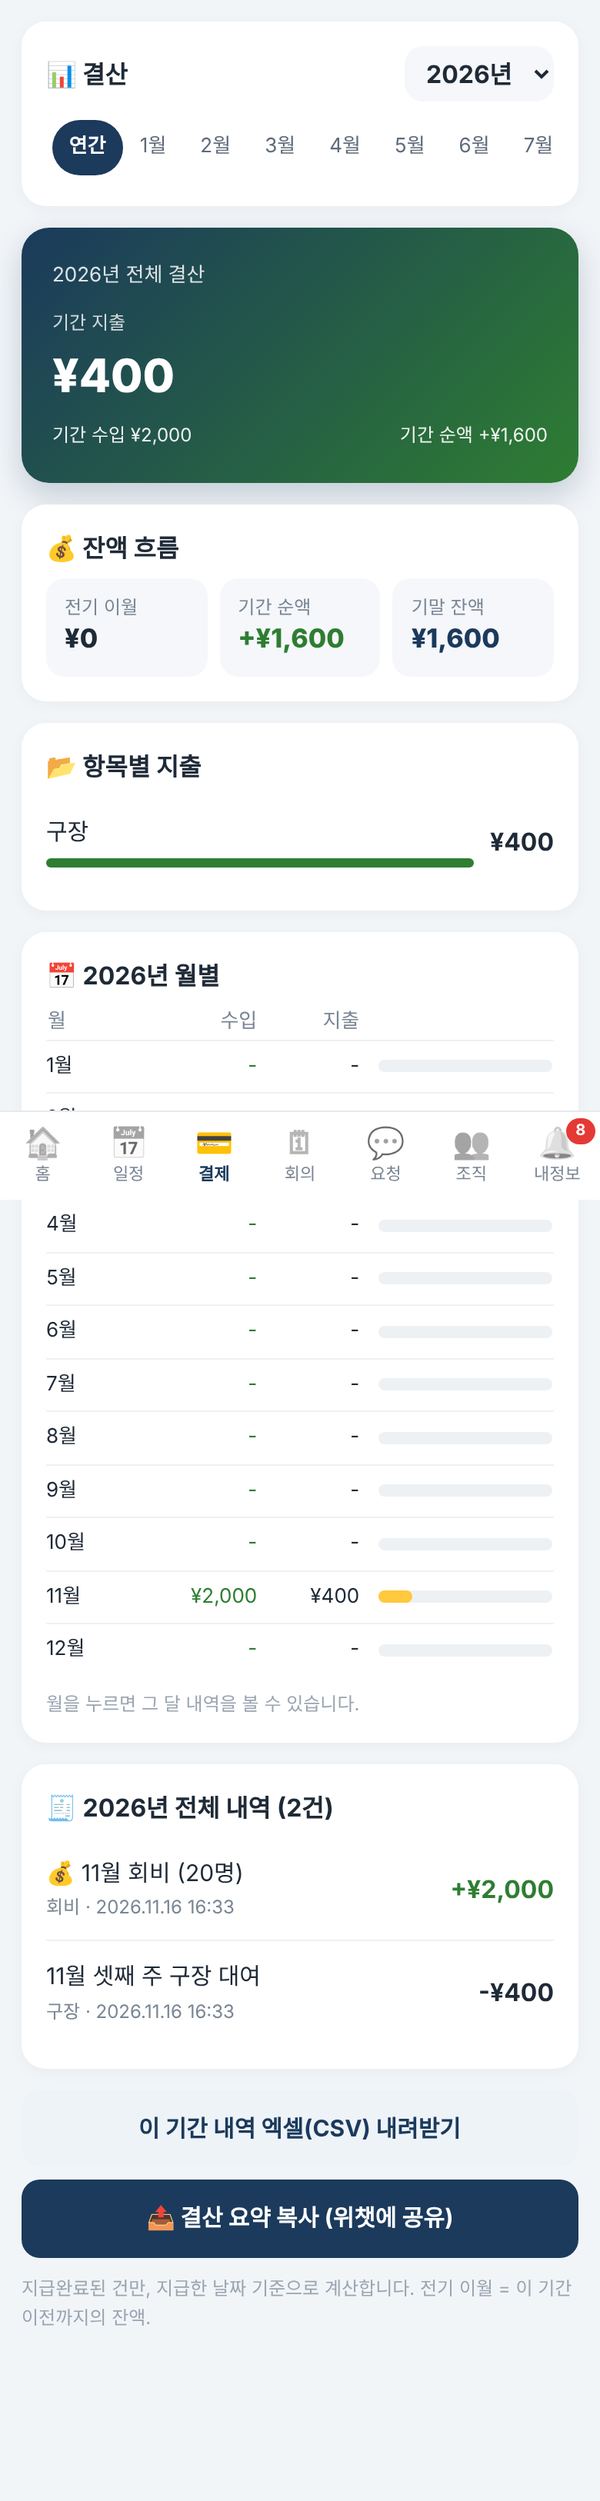 📊 결산
2026년
연간 1월 2월 3월 4월 5월 6월 7월
2026년 전체 결산
기간 지출
¥400
기간 수입 ¥2,000 기간 순액 +¥1,600
💰 잔액 흐름
전기 이월 기간 순액 기말 잔액
¥0 +¥1,600 ¥1,600
📂 항목별 지출
구장 ¥400
📅 2026년 월별
월 수입 지출
1월 - -
홈 일정 결제 회의 요청 조직 내정보 8
4월 - -
5월 - -
6월 - -
7월 - -
8월 - -
9월 - -
10월 - -
11월 ¥2,000 ¥400
12월 - -
월을 누르면 그 달 내역을 볼 수 있습니다.
🧾 2026년 전체 내역 (2건)
💰 11월 회비 (20명) +¥2,000
회비 · 2026.11.16 16:33
11월 셋째 주 구장 대여 -¥400
구장 · 2026.11.16 16:33
이 기간 내역 엑셀(CSV) 내려받기
📤 결산 요약 복사 (위챗에 공유)
지급완료된 건만, 지급한 날짜 기준으로 계산합니다. 전기 이월 = 이 기간
이전까지의 잔액.